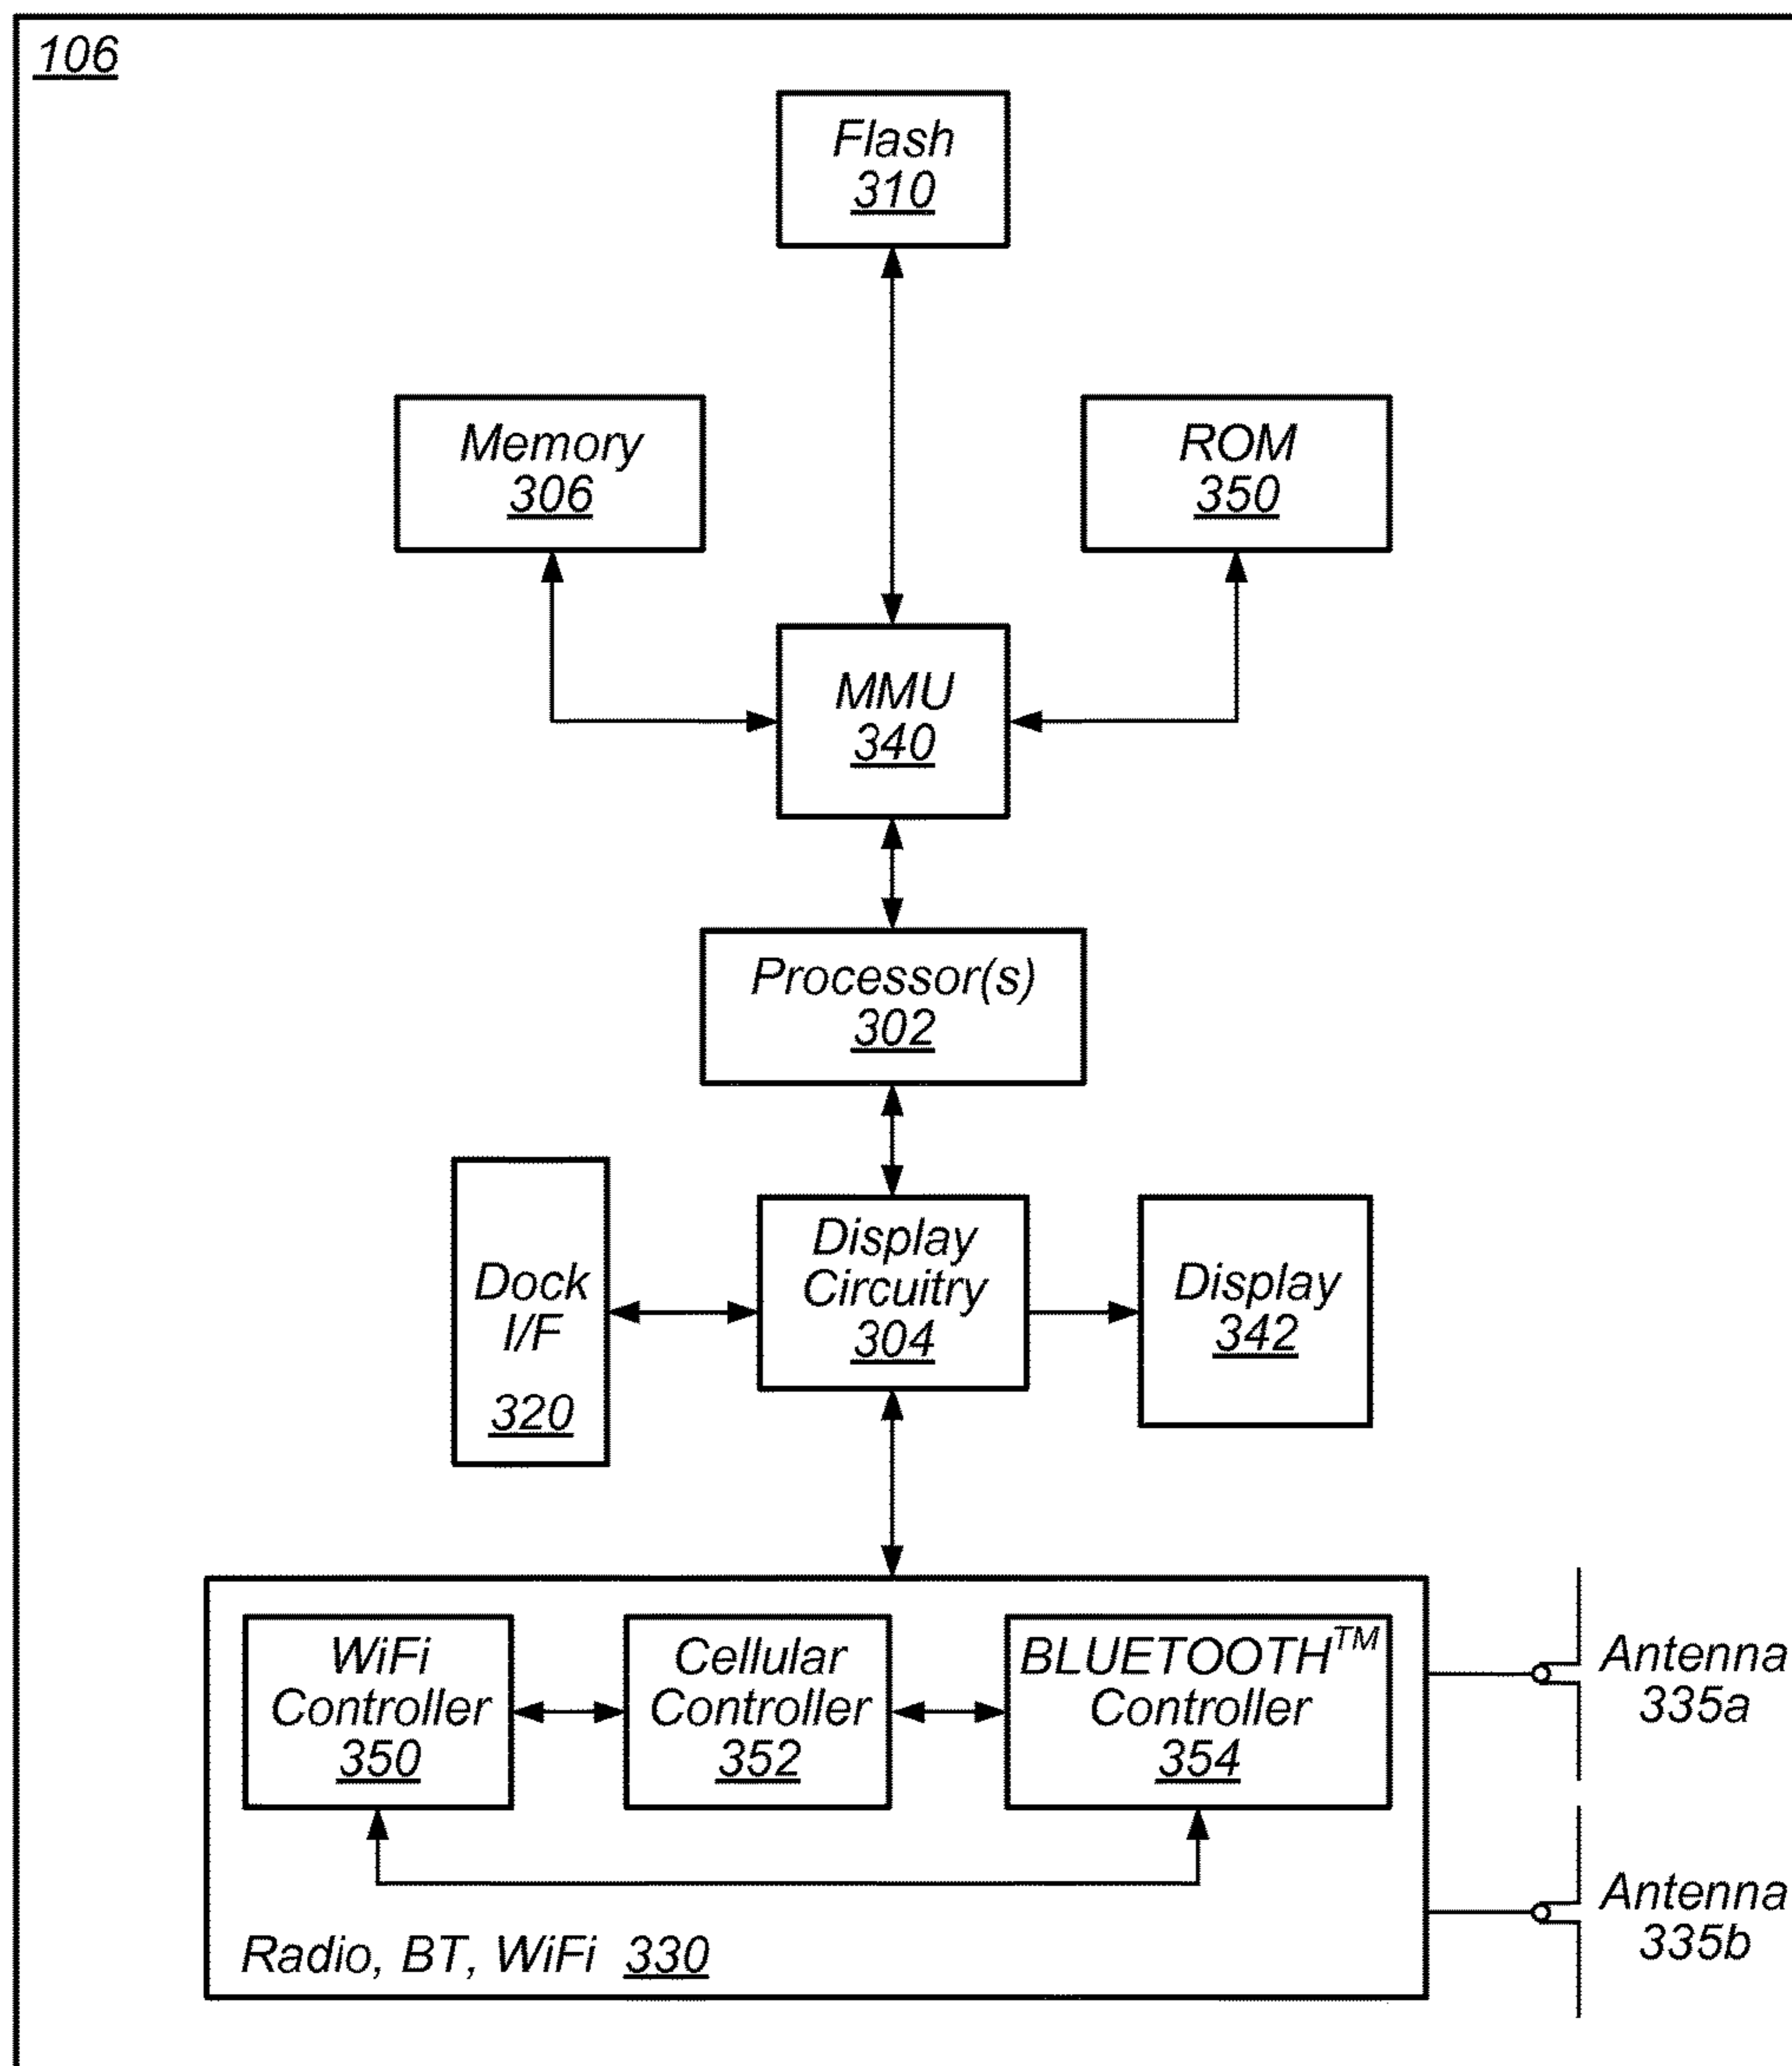 106
Flash
310
Memory
306
ROM
350
MMU
340
Processor(s)
302
Dock
I/F
320
Display
Circuitry
304
Display
342
WiFi
Controller
350
Cellular
Controller
352
BLUETOOTH™
Controller
354
Radio, BT, WiFi 330
Antenna
335a
Antenna
335b